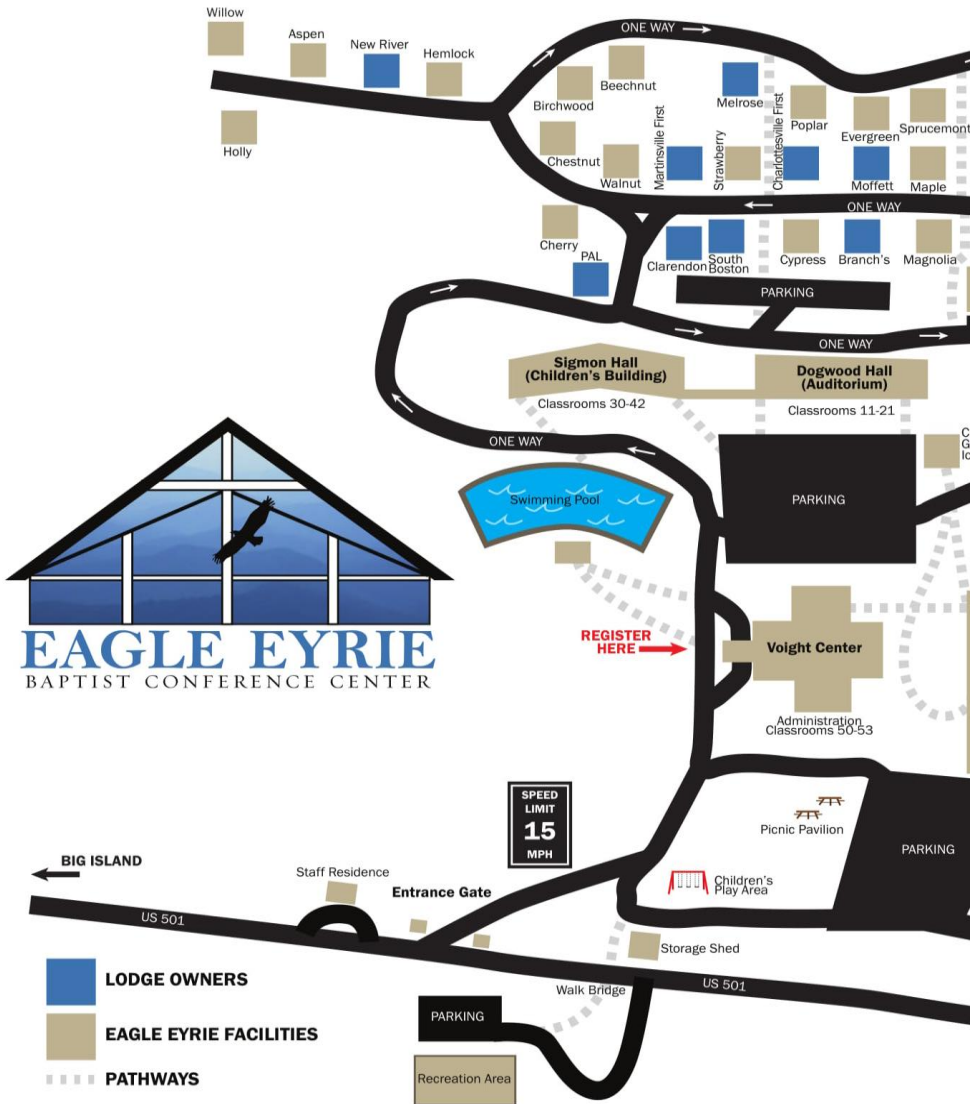 Willow
Aspen
New River
Hemlock
Holly
ONE WAY
Beechnut
Birchwood
Melrose
Poplar
Evergreen
Sprucemont
Chestnut
Walnut
Martinsville First
Strawberry
Charlottesville First
Moffett
Maple
ONE WAY
Cherry
PAL
Clarendon
South
Boston
Cypress
Branch's
Magnolia
PARKING
ONE WAY
Sigmon Hall
(Children's Building)
Classrooms 30-42
Dogwood Hall
(Auditorium)
Classrooms 11-21
ONE WAY
Swimming Pool
PARKING
EAGLE EYRIE
BAPTIST CONFERENCE CENTER
REGISTER
HERE
Voight Center
Administration
Classrooms 50-53
SPEED
LIMIT
15
MPH
Picnic Pavilion
PARKING
Children's
Play Area
BIG ISLAND
Staff Residence
Entrance Gate
US 501
Storage Shed
Walk Bridge
US 501
PARKING
Recreation Area
LODGE OWNERS
EAGLE EYRIE FACILITIES
PATHWAYS